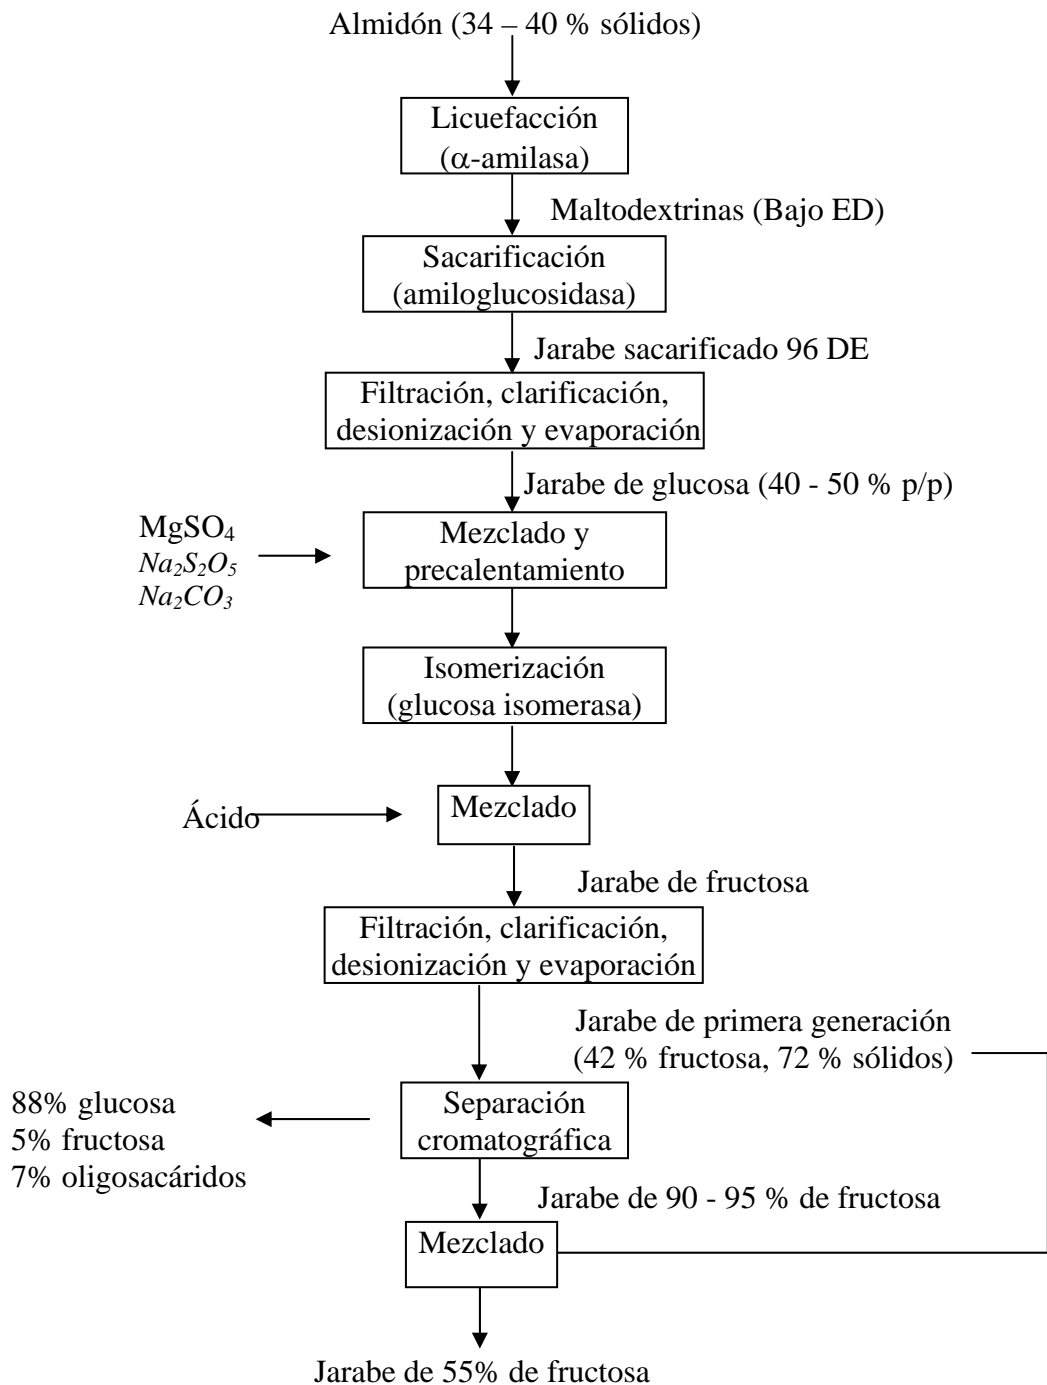 Almidón (34 – 40 % sólidos)
Licuefacción
(α-amilasa)
Maltodextrinas (Bajo ED)
Sacarificación
(amiloglucosidasa)
Jarabe sacarificado 96 DE
Filtración, clarificación,
desionización y evaporación
Jarabe de glucosa (40 - 50 % p/p)
MgSO₄
Na₂S₂O₅
Na₂CO₃
Mezclado y
precalentamiento
Isomerización
(glucosa isomerasa)
Ácido
Mezclado
Jarabe de fructosa
Filtración, clarificación,
desionización y evaporación
Jarabe de primera generación
(42 % fructosa, 72 % sólidos)
88% glucosa
5% fructosa
7% oligosacáridos
Separación
cromatográfica
Jarabe de 90 - 95 % de fructosa
Mezclado
Jarabe de 55% de fructosa